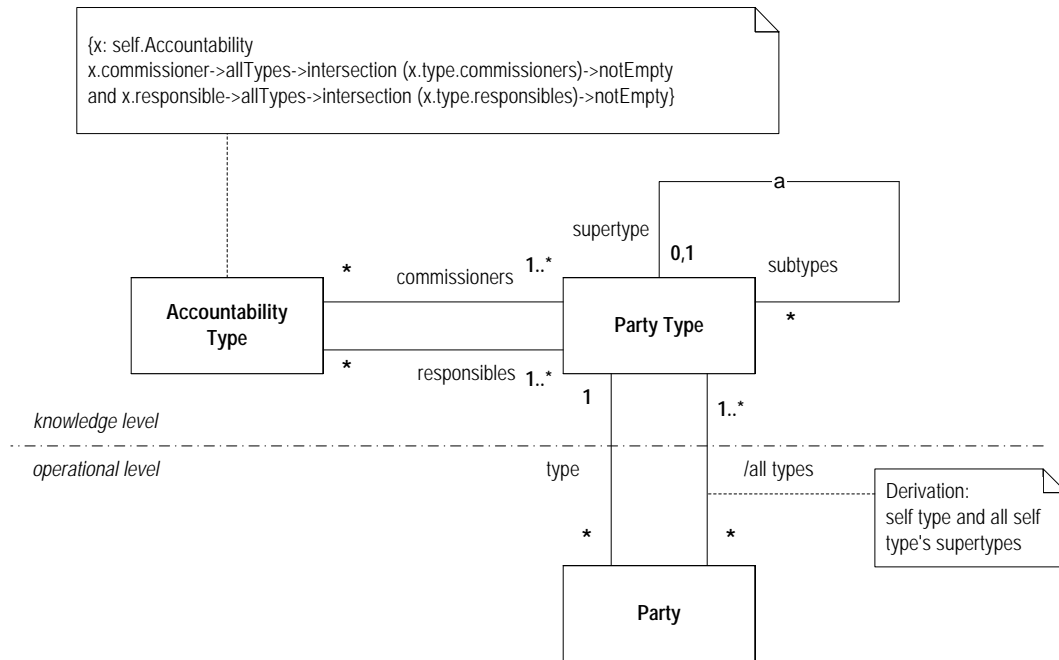 {x: self.Accountability
x.commissioner->allTypes->intersection (x.type.commissioners)->notEmpty
and x.responsible->allTypes->intersection (x.type.responsibles)->notEmpty}
a
supertype
0,1
subtypes
*
*
commissioners
1..*
Accountability
Type
Party Type
*
responsibles
1..*
1
1..*
knowledge level
operational level
type
/all types
Derivation:
self type and all self
type's supertypes
*
*
Party